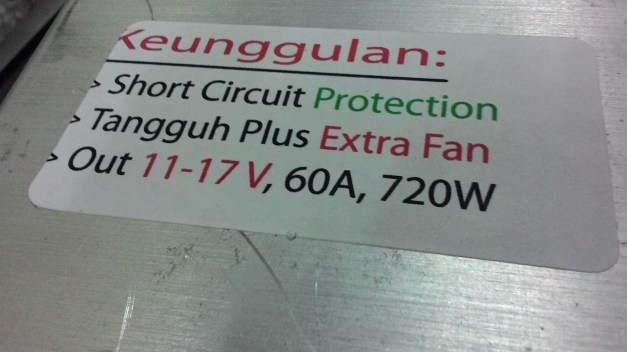 Keunggulan:
> Short Circuit Protection
> Tangguh Plus Extra Fan
> Out 11-17 V, 60A, 720W